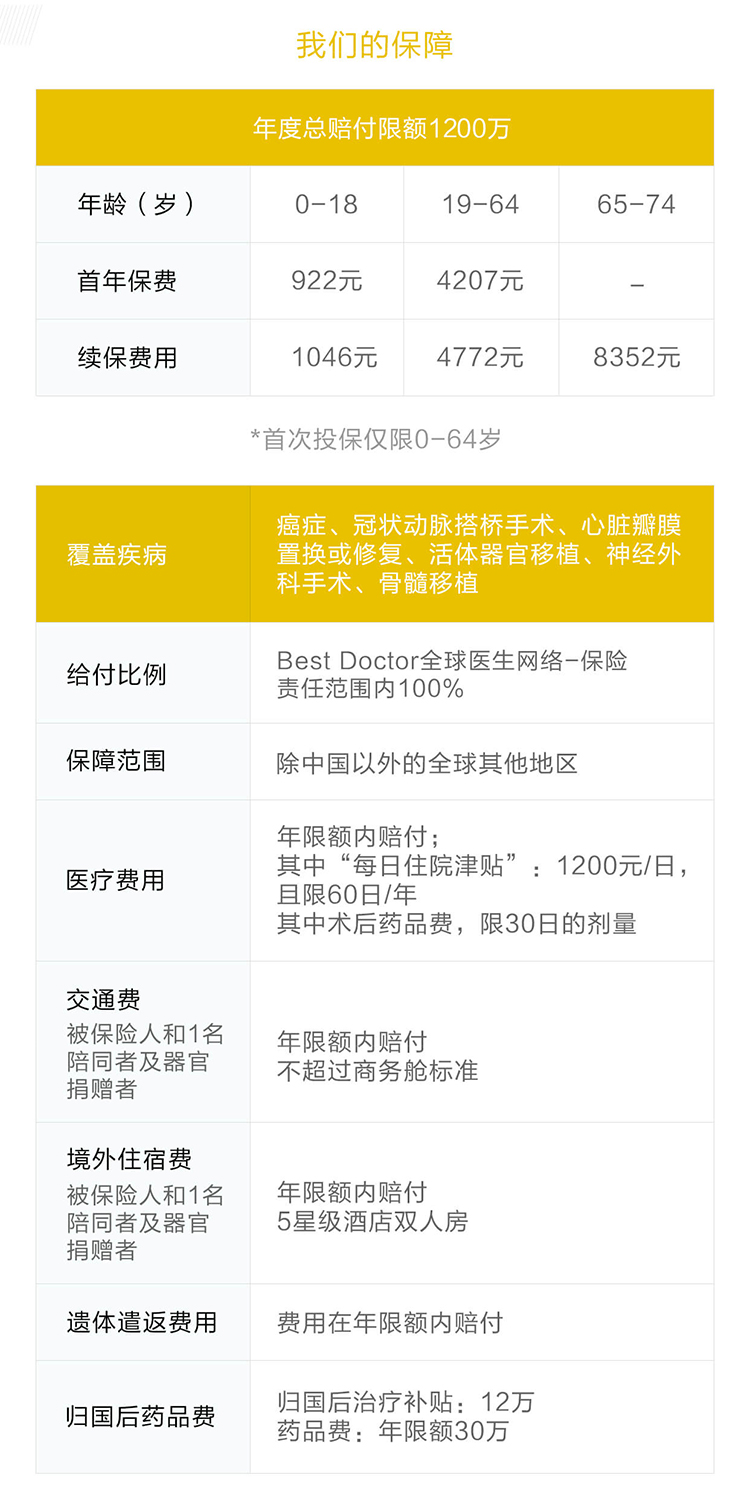 我们的保障
年度总赔付限额1200万
年龄（岁） 0-18 19-64 65-74
首年保费 922元 4207元 -
续保费用 1046元 4772元 8352元
*首次投保仅限0-64岁
覆盖疾病
癌症、冠状动脉搭桥手术、心脏瓣膜
置换或修复、活体器官移植、神经外
科手术、骨髓移植
给付比例
Best Doctor全球医生网络-保险
责任范围内100%
保障范围
除中国以外的全球其他地区
医疗费用
年限额内赔付；
其中“每日住院津贴”：1200元/日，
且限60日/年
其中术后药品费，限30日的剂量
交通费
被保险人和1名
陪同者及器官
捐赠者
年限额内赔付
不超过商务舱标准
境外住宿费
被保险人和1名
陪同者及器官
捐赠者
年限额内赔付
5星级酒店双人房
遗体遣返费用
费用在年限额内赔付
归国后药品费
归国后治疗补贴：12万
药品费：年限额30万